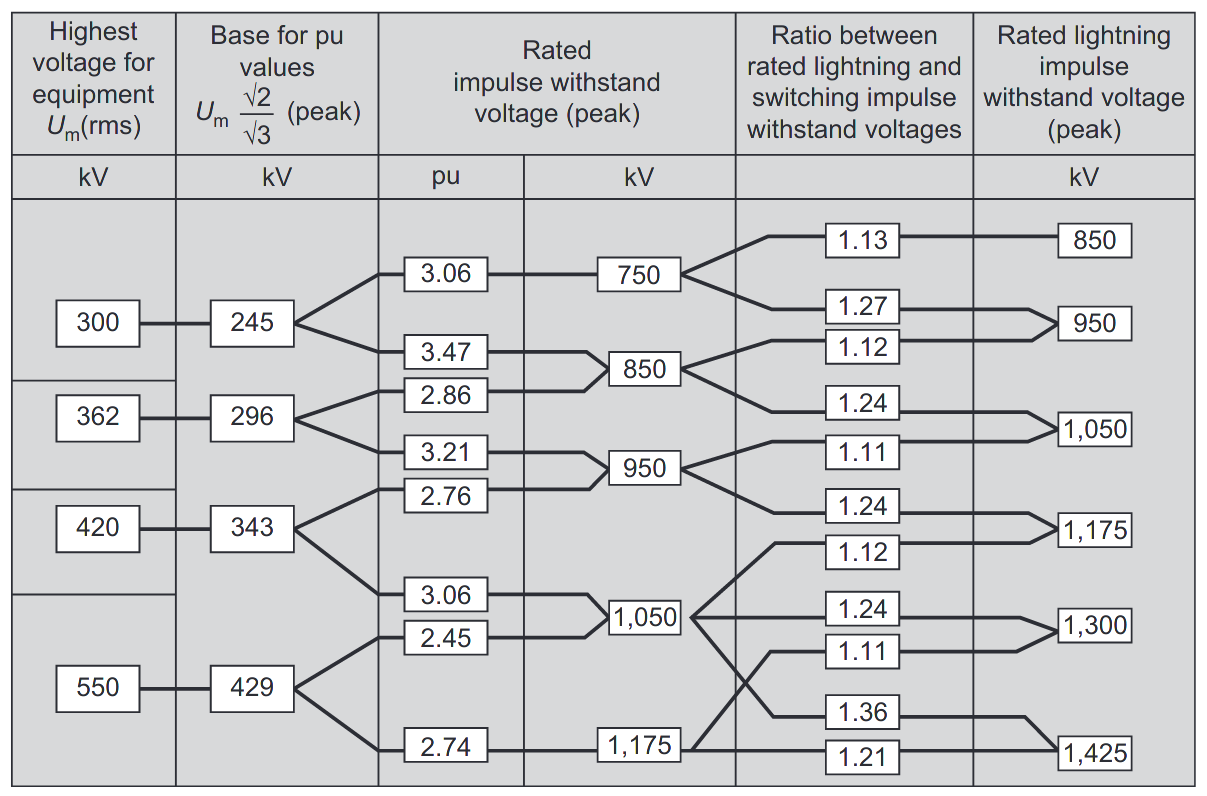 Highest
voltage for
equipment
Um(rms)
Base for pu
values
Um √2/√3 (peak)
Rated
impulse withstand
voltage (peak)
Ratio between
rated lightning and
switching impulse
withstand voltages
Rated lightning
impulse
withstand voltage
(peak)
kV
kV
pu
kV
kV
300
362
420
550
245
296
343
429
3.06
3.47
2.86
3.21
2.76
3.06
2.45
2.74
750
850
950
1,050
1,175
1.13
1.27
1.12
1.24
1.11
1.24
1.12
1.24
1.11
1.36
1.21
850
950
1,050
1,175
1,300
1,425